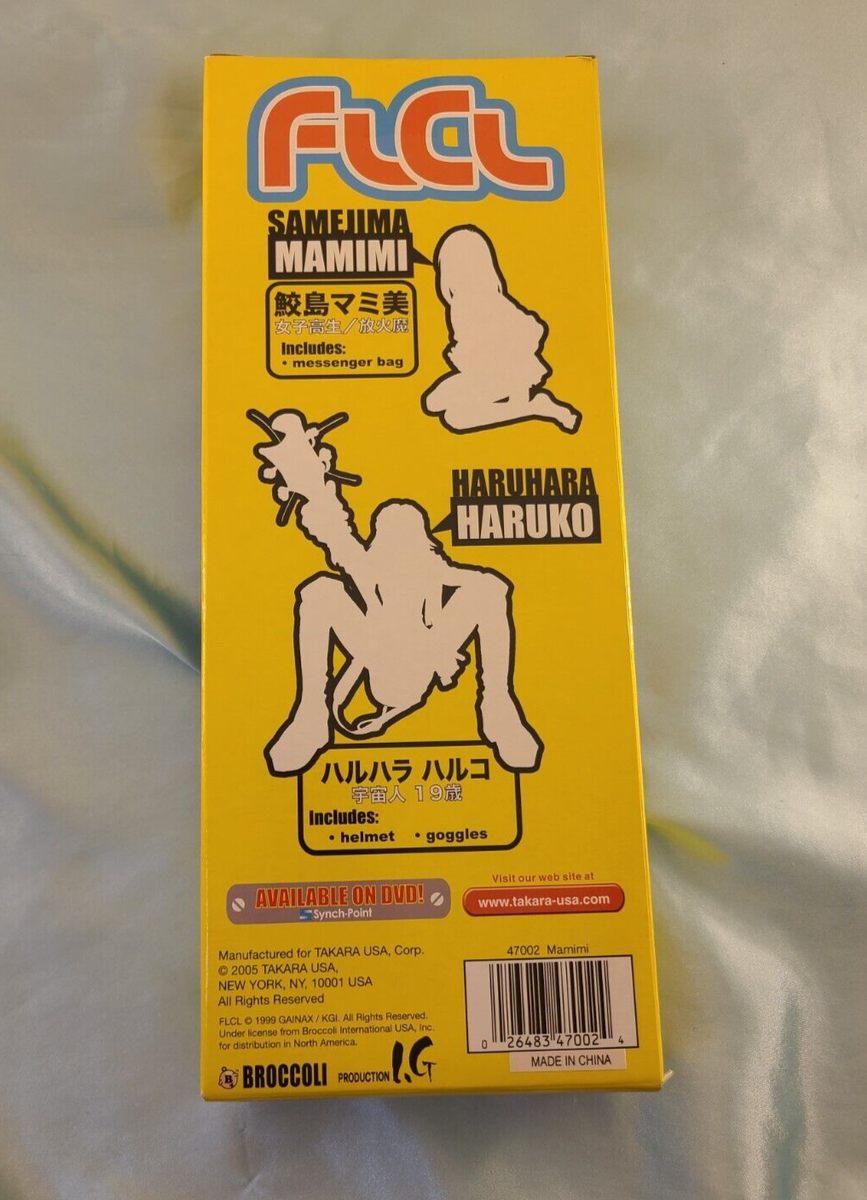 FLCL
SAMEJIMA
MAMIMI
鮫島マミ美
女子高生／放火魔
Includes:
• messenger bag
HARUHARA
HARUKO
ハルハラ ハルコ
宇宙人 19歳
Includes:
• helmet • goggles
AVAILABLE ON DVD!
Synch-Point
Visit our web site at
www.takara-usa.com
Manufactured for TAKARA USA, Corp.
© 2005 TAKARA USA,
NEW YORK, NY, 10001 USA
All Rights Reserved
FLCL © 1999 GAINAX / KGI. All Rights Reserved.
Under license from Broccoli International USA, Inc.
for distribution in North America.
BROCCOLI PRODUCTION I.G
47002 Mamimi
0 26483 47002 4
MADE IN CHINA